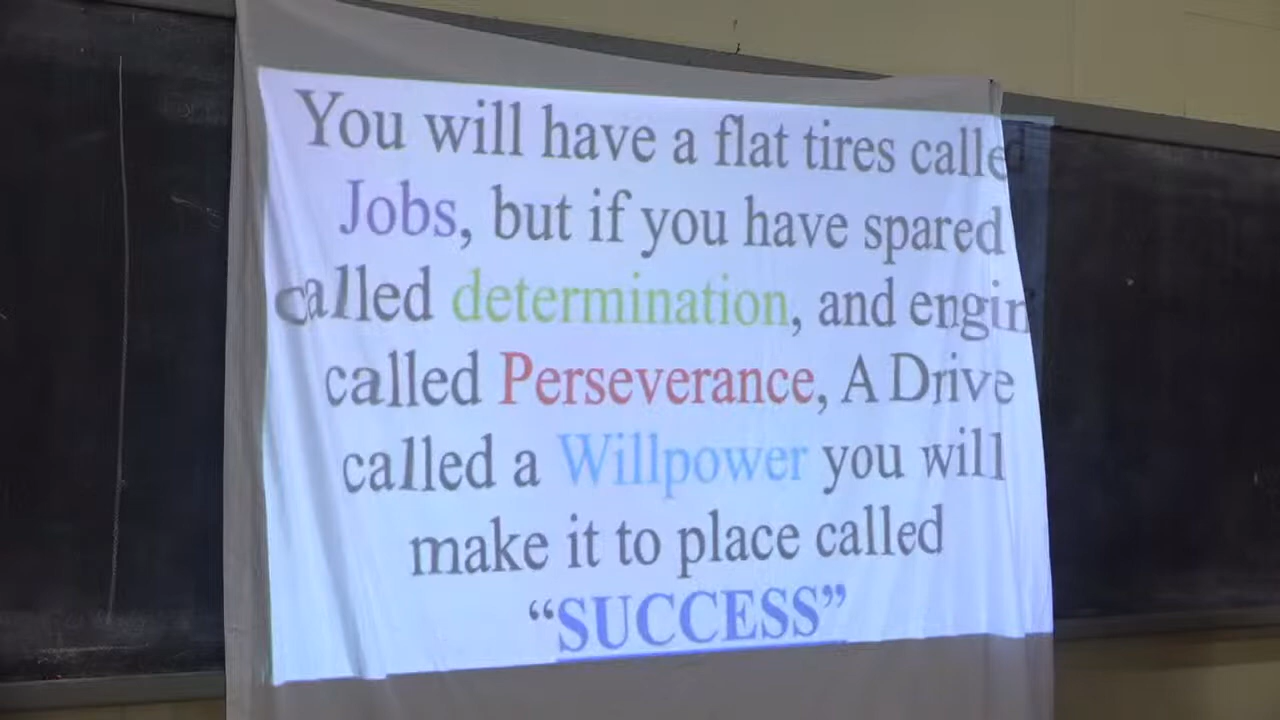 You will have a flat tires called
Jobs, but if you have spared
called determination, and engin
called Perseverance, A Drive
called a Willpower you will
make it to place called
“SUCCESS”